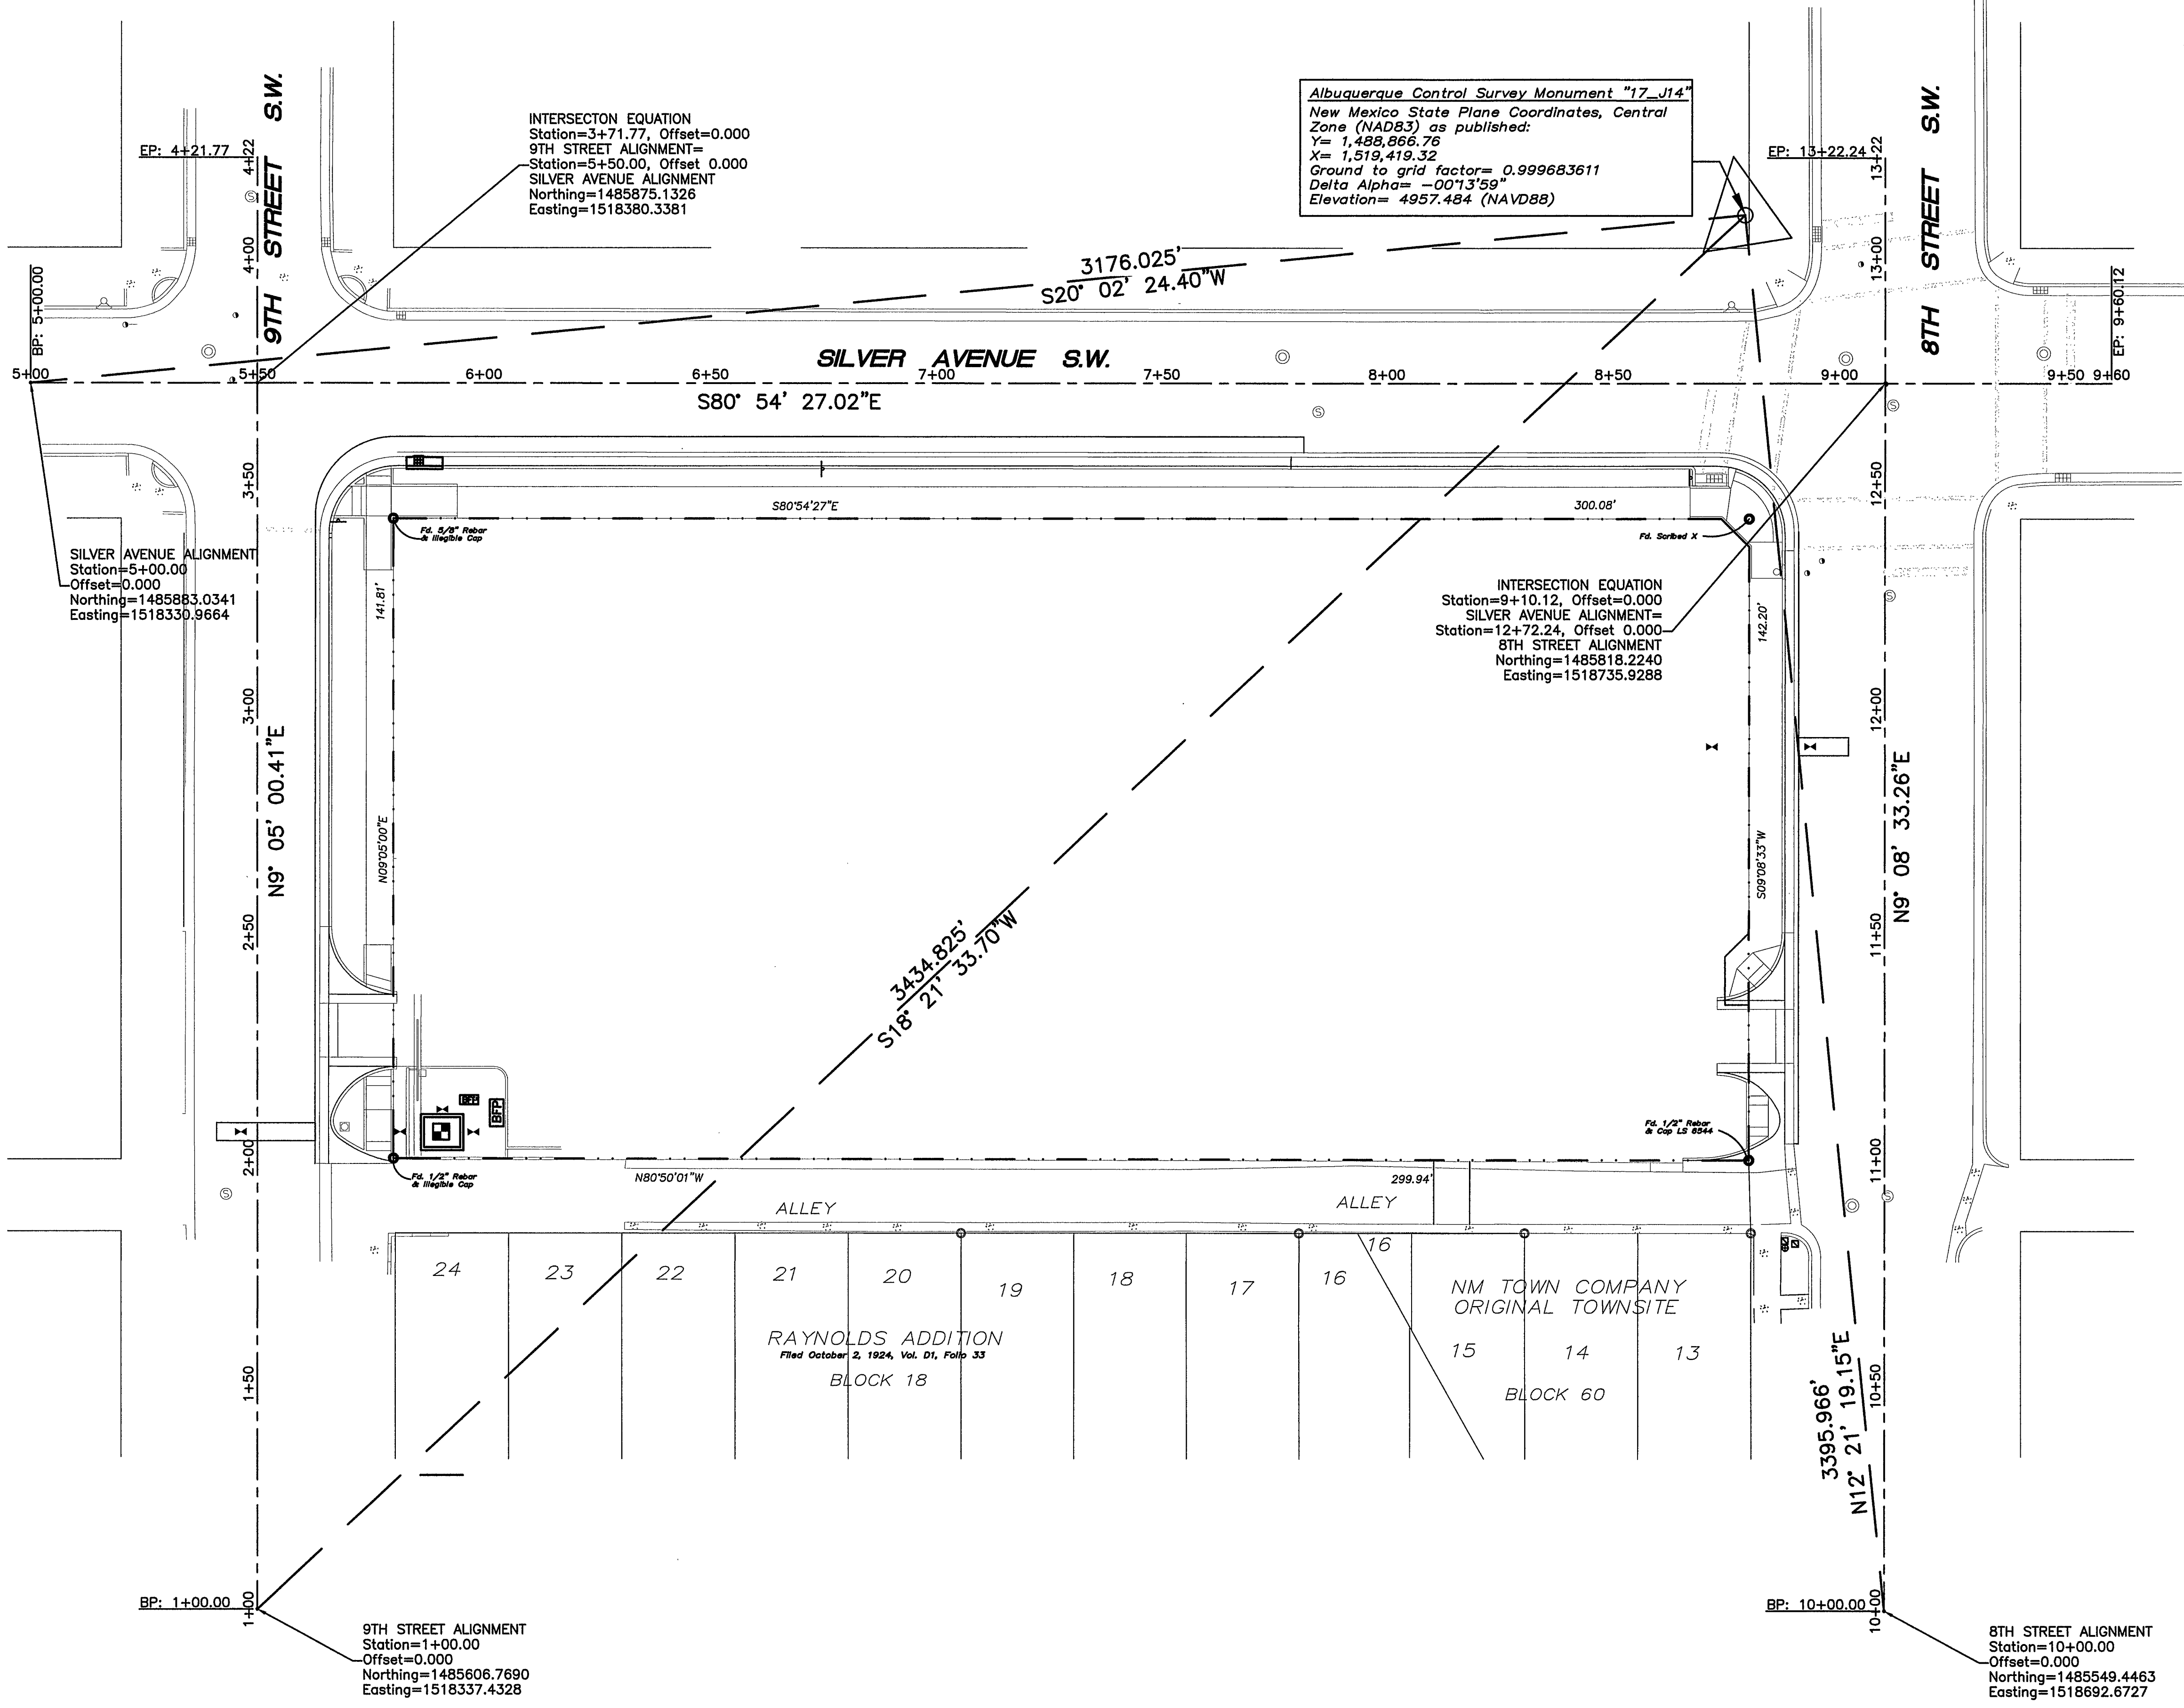 9TH STREET S.W.
EP: 4+21.77
4+22
INTERSECTON EQUATION
Station=3+71.77, Offset=0.000
9TH STREET ALIGNMENT=
Station=5+50.00, Offset 0.000
SILVER AVENUE ALIGNMENT
Northing=1485875.1326
Easting=1518380.3381
Albuquerque Control Survey Monument "17_J14"
New Mexico State Plane Coordinates, Central
Zone (NAD83) as published:
Y= 1,488,866.76
X= 1,519,419.32
Ground to grid factor= 0.999683611
Delta Alpha= -00°13'59"
Elevation= 4957.484 (NAVD88)
EP: 13+22.24
13+22
8TH STREET S.W.
4+00
13+00
3176.025'
S20° 02' 24.40"W
BP: 5+00.00
EP: 9+60.12
SILVER AVENUE S.W.
5+00
5+50
6+00
6+50
7+00
7+50
8+00
8+50
9+00
9+50
9+60
S80° 54' 27.02"E
3+50
12+50
S80°54'27"E
300.08'
Fd. 5/8" Rebar
& Illegible Cap
Fd. Scribed X
SILVER AVENUE ALIGNMENT
Station=5+00.00
Offset=0.000
Northing=1485883.0341
Easting=1518330.9664
141.81'
INTERSECTION EQUATION
Station=9+10.12, Offset=0.000
SILVER AVENUE ALIGNMENT=
Station=12+72.24, Offset 0.000
8TH STREET ALIGNMENT
Northing=1485818.2240
Easting=1518735.9288
142.20'
3+00
12+00
N9° 05' 00.41"E
N09°05'00"E
S09°08'33"W
N9° 08' 33.26"E
2+50
11+50
3434.825'
S18° 21' 33.70"W
BFP
BFP
2+00
11+00
Fd. 1/2" Rebar
& Cap LS 8544
Fd. 1/2" Rebar
& Illegible Cap
N80°50'01"W
299.94'
ALLEY
ALLEY
24
23
22
21
20
19
18
17
16
16
NM TOWN COMPANY
ORIGINAL TOWNSITE
RAYNOLDS ADDITION
Filed October 2, 1924, Vol. D1, Folio 33
BLOCK 18
15
14
13
BLOCK 60
1+50
10+50
3395.966'
N12° 21' 19.15"E
BP: 1+00.00
1+00
BP: 10+00.00
10+00
9TH STREET ALIGNMENT
Station=1+00.00
Offset=0.000
Northing=1485606.7690
Easting=1518337.4328
8TH STREET ALIGNMENT
Station=10+00.00
Offset=0.000
Northing=1485549.4463
Easting=1518692.6727